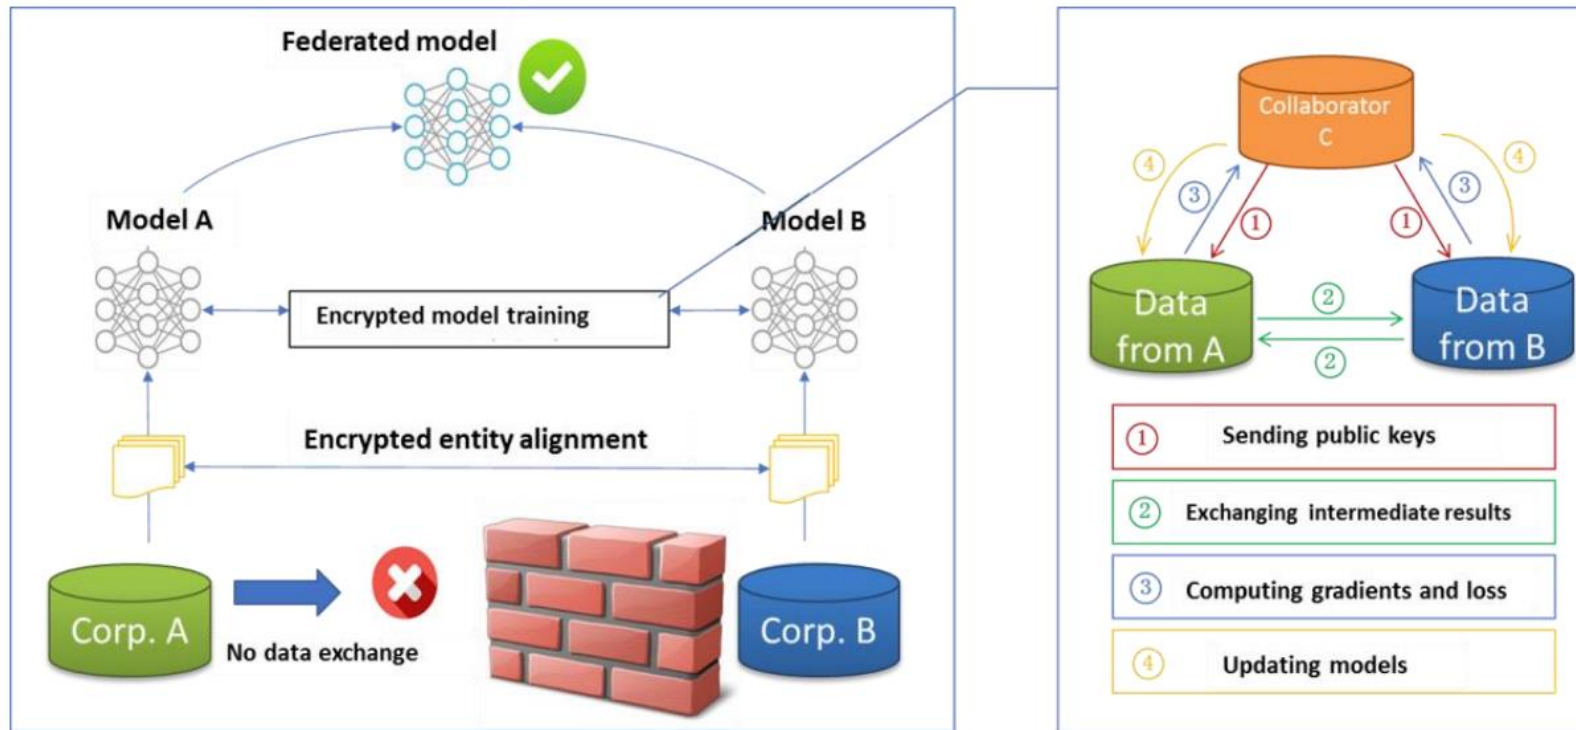 Federated model
Model A
Model B
Encrypted model training
Encrypted entity alignment
Corp. A
No data exchange
Corp. B
Collaborator
C
4
4
3
3
1
1
Data
from A
2
2
Data
from B
1 Sending public keys
2 Exchanging intermediate results
3 Computing gradients and loss
4 Updating models